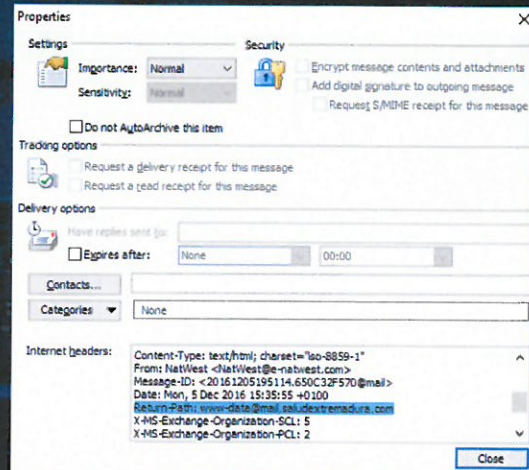 Properties
Settings
Security
Importance: Normal
Encrypt message contents and attachments
Sensitivity: Normal
Add digital signature to outgoing message
Request S/MIME receipt for this message
Do not AutoArchive this item
Tracking options
Request a delivery receipt for this message
Request a read receipt for this message
Delivery options
Have replies sent to:
Expires after: None 00:00
Contacts...
Categories None
Internet headers:
Content-Type: text/html; charset="iso-8859-1"
From: NatWest <NatWest@e-natwest.com>
Message-ID: <20161205195114.650C32F570@mail>
Date: Mon, 5 Dec 2016 15:35:55 +0100
Return-Path: www-data@mail.saludextremadura.com
X-MS-Exchange-Organization-SCL: 5
X-MS-Exchange-Organization-PCL: 2
Close